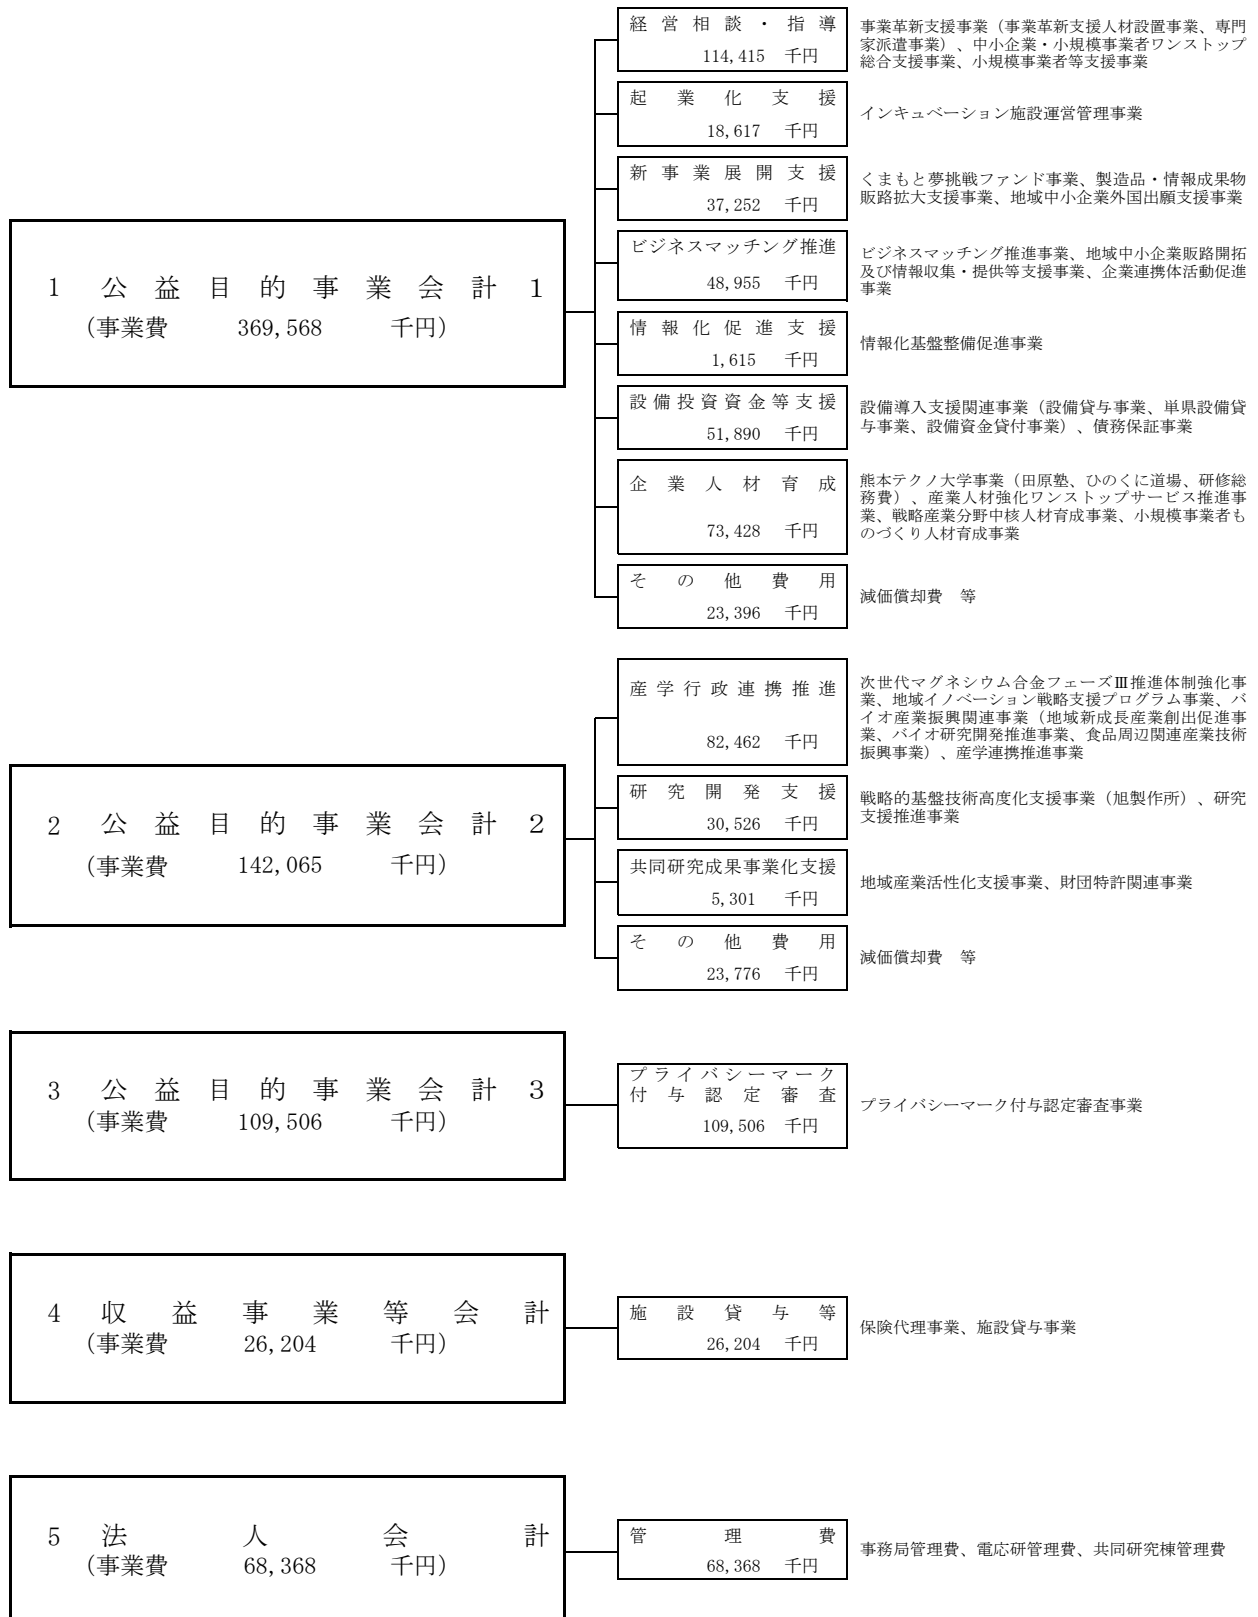 経営相談・指導
114,415 千円
事業革新支援事業（事業革新支援人材設置事業、専門
家派遣事業）、中小企業・小規模事業者ワンストップ
総合支援事業、小規模事業者等支援事業
起業化支援
18,617 千円
インキュベーション施設運営管理事業
新事業展開支援
37,252 千円
くまもと夢挑戦ファンド事業、製造品・情報成果物
販路拡大支援事業、地域中小企業外国出願支援事業
1 公益目的事業会計１
（事業費 369,568 千円）
ビジネスマッチング推進
48,955 千円
ビジネスマッチング推進事業、地域中小企業販路開拓
及び情報収集・提供等支援事業、企業連携体活動促進
事業
情報化促進支援
1,615 千円
情報化基盤整備促進事業
設備投資資金等支援
51,890 千円
設備導入支援関連事業（設備貸与事業、単県設備貸
与事業、設備資金貸付事業）、債務保証事業
企業人材育成
73,428 千円
熊本テクノ大学事業（田原塾、ひのくに道場、研修総
務費）、産業人材強化ワンストップサービス推進事
業、戦略産業分野中核人材育成事業、小規模事業者も
のづくり人材育成事業
その他費用
23,396 千円
減価償却費 等
産学行政連携推進
82,462 千円
次世代マグネシウム合金フェーズⅢ推進体制強化事
業、地域イノベーション戦略支援プログラム事業、バ
イオ産業振興関連事業（地域新成長産業創出促進事
業、バイオ研究開発推進事業、食品周辺関連産業技術
振興事業）、産学連携推進事業
2 公益目的事業会計２
（事業費 142,065 千円）
研究開発支援
30,526 千円
戦略的基盤技術高度化支援事業（旭製作所）、研究
支援推進事業
共同研究成果事業化支援
5,301 千円
地域産業活性化支援事業、財団特許関連事業
その他費用
23,776 千円
減価償却費 等
3 公益目的事業会計３
（事業費 109,506 千円）
プライバシーマーク
付与認定審査
109,506 千円
プライバシーマーク付与認定審査事業
4 収益事業等会計
（事業費 26,204 千円）
施設貸与等
26,204 千円
保険代理事業、施設貸与事業
5 法人会計
（事業費 68,368 千円）
管理費
68,368 千円
事務局管理費、電応研管理費、共同研究棟管理費